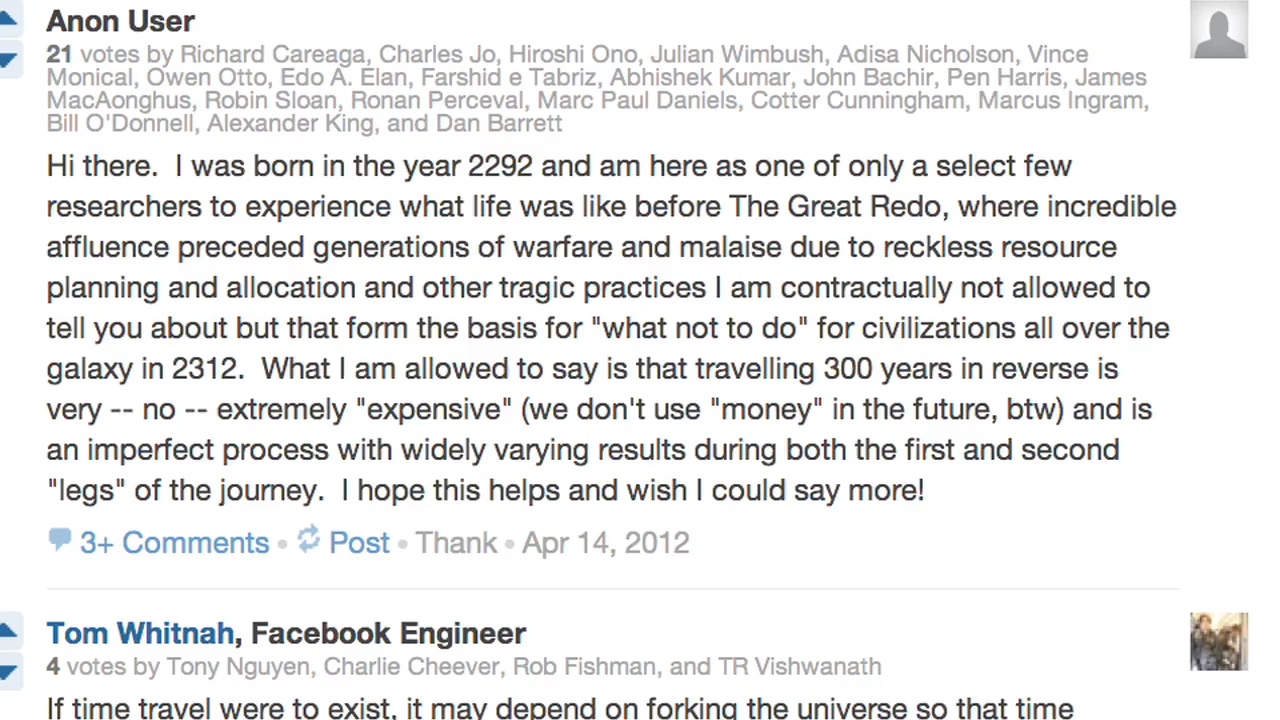 Anon User
21 votes by Richard Careaga, Charles Jo, Hiroshi Ono, Julian Wimbush, Adisa Nicholson, Vince
Monical, Owen Otto, Edo A. Elan, Farshid e Tabriz, Abhishek Kumar, John Bachir, Pen Harris, James
MacAonghus, Robin Sloan, Ronan Perceval, Marc Paul Daniels, Cotter Cunningham, Marcus Ingram,
Bill O'Donnell, Alexander King, and Dan Barrett
Hi there.  I was born in the year 2292 and am here as one of only a select few
researchers to experience what life was like before The Great Redo, where incredible
affluence preceded generations of warfare and malaise due to reckless resource
planning and allocation and other tragic practices I am contractually not allowed to
tell you about but that form the basis for "what not to do" for civilizations all over the
galaxy in 2312.  What I am allowed to say is that travelling 300 years in reverse is
very -- no -- extremely "expensive" (we don't use "money" in the future, btw) and is
an imperfect process with widely varying results during both the first and second
"legs" of the journey.  I hope this helps and wish I could say more!
3+ Comments • Post • Thank • Apr 14, 2012
Tom Whitnah, Facebook Engineer
4 votes by Tony Nguyen, Charlie Cheever, Rob Fishman, and TR Vishwanath
If time travel were to exist, it may depend on forking the universe so that time